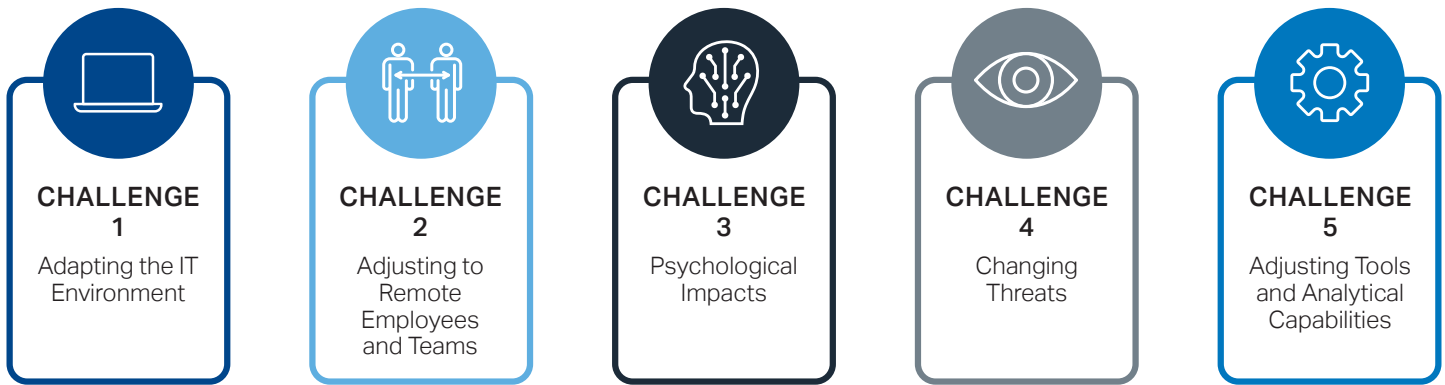 CHALLENGE
1
Adapting the IT
Environment
CHALLENGE
2
Adjusting to
Remote
Employees
and Teams
CHALLENGE
3
Psychological
Impacts
CHALLENGE
4
Changing
Threats
CHALLENGE
5
Adjusting Tools
and Analytical
Capabilities